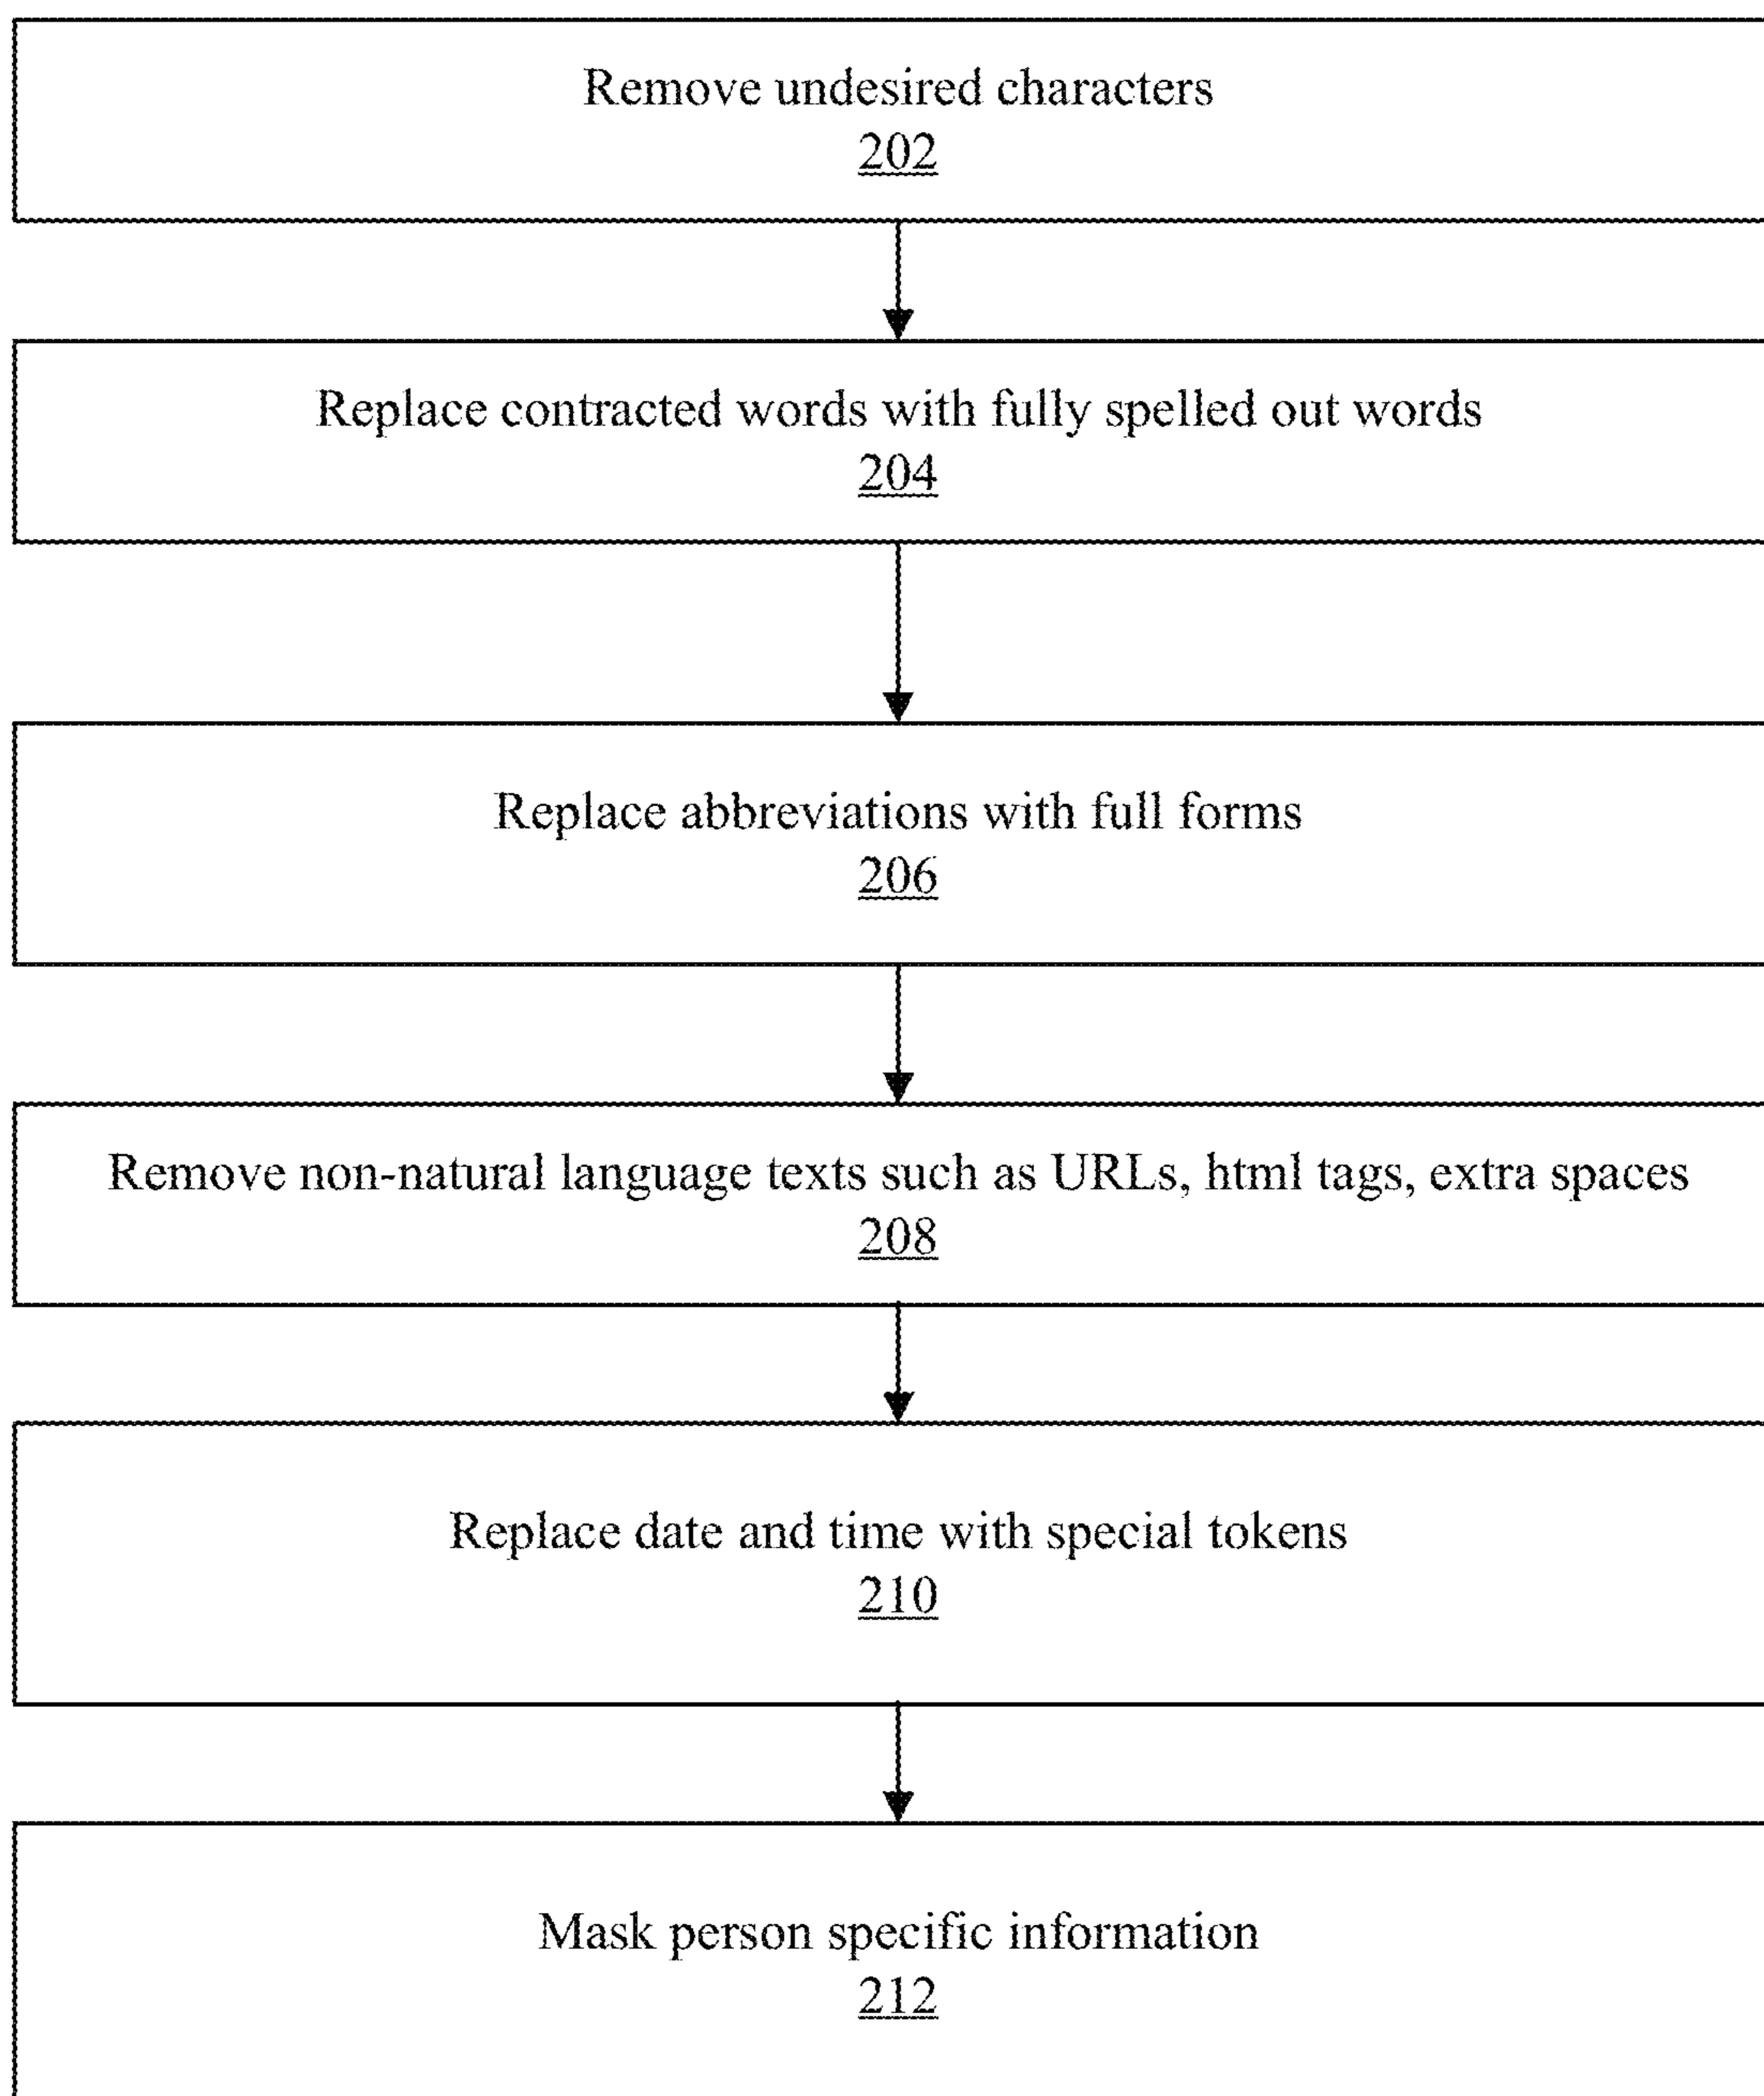 Remove undesired characters
202
Replace contracted words with fully spelled out words
204
Replace abbreviations with full forms
206
Remove non-natural language texts such as URLs, html tags, extra spaces
208
Replace date and time with special tokens
210
Mask person specific information
212